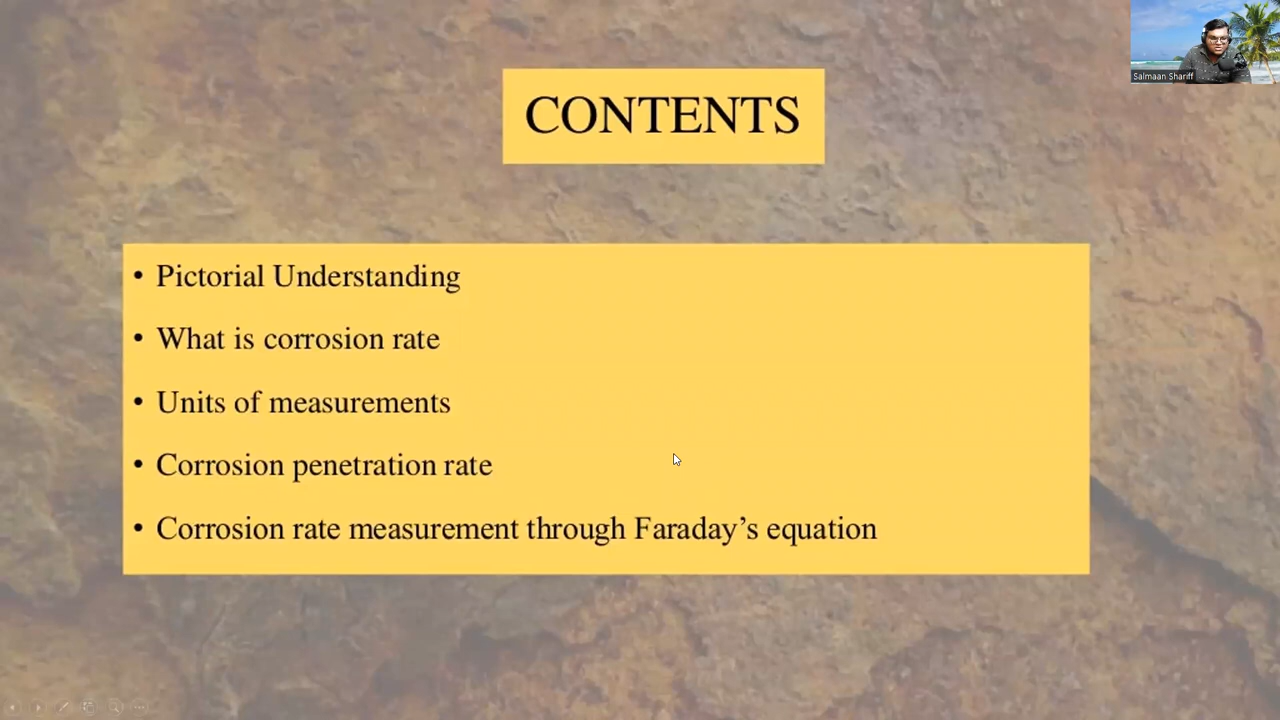 Salmaan Shariff
CONTENTS
• Pictorial Understanding
• What is corrosion rate
• Units of measurements
• Corrosion penetration rate
• Corrosion rate measurement through Faraday’s equation